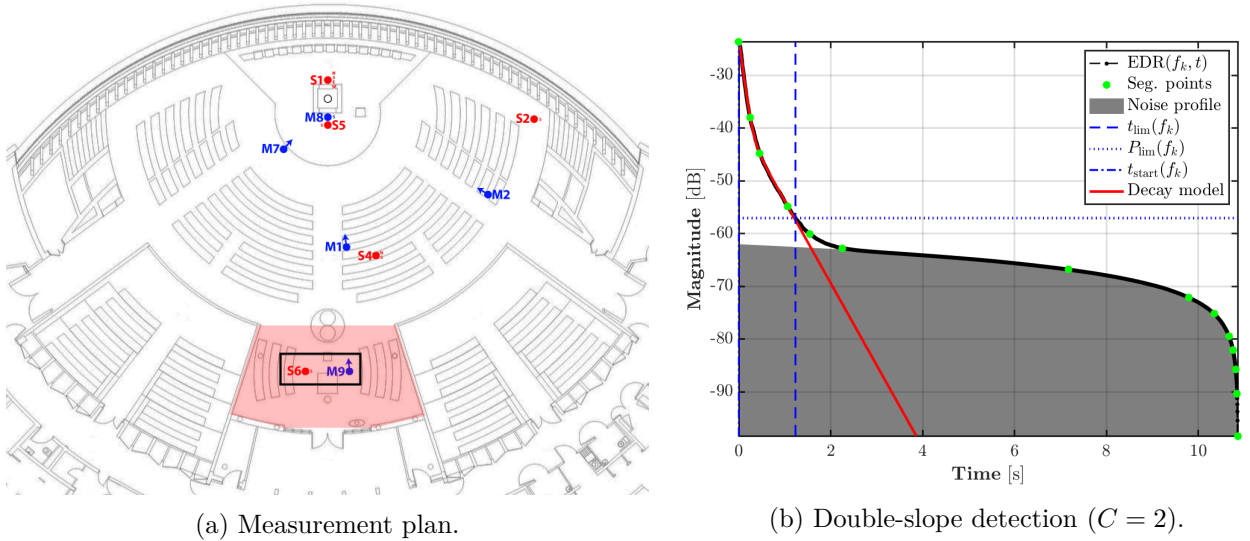 S1
M8
S5
S2
M7
M2
M1
S4
S6
M9
(a) Measurement plan.
-30
-40
-50
-60
-70
-80
-90
Magnitude [dB]
0
2
4
6
8
10
Time [s]
EDR(f_k, t)
Seg. points
Noise profile
t_lim(f_k)
P_lim(f_k)
t_start(f_k)
Decay model
(b) Double-slope detection (C = 2).